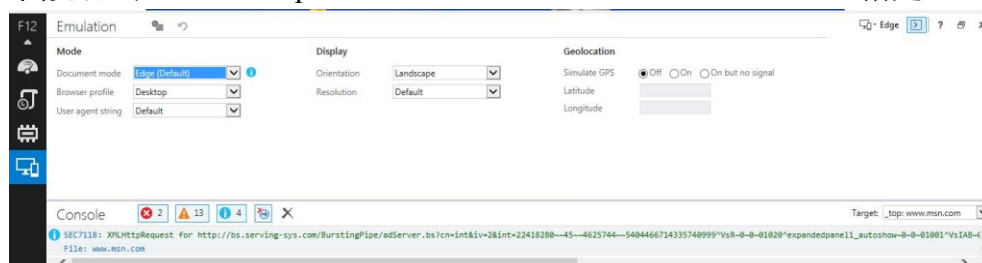 F12 Emulation Edge ?
Mode Display Geolocation
Document mode Edge (Default) Orientation Landscape Simulate GPS Off On On but no signal
Browser profile Desktop Resolution Default Latitude
User agent string Default Longitude
Console 2 13 4 Target: _top: www.msn.com
SEC7118: XMLHttpRequest for http://bs.serving-sys.com/BurstingPipe/adServer.bs?cn=int&iv=2&int=22418280~~45~~4625744~~5404466714335740999^VsR~0~0~01020^expandedpanel1_autoshow~0~0~01001^VsIAB~
File: www.msn.com